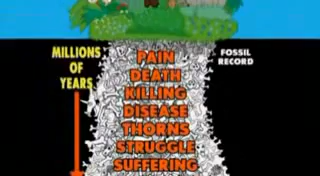 MILLIONS
OF
YEARS
PAIN
DEATH
KILLING
DISEASE
THORNS
STRUGGLE
SUFFERING
FOSSIL
RECORD